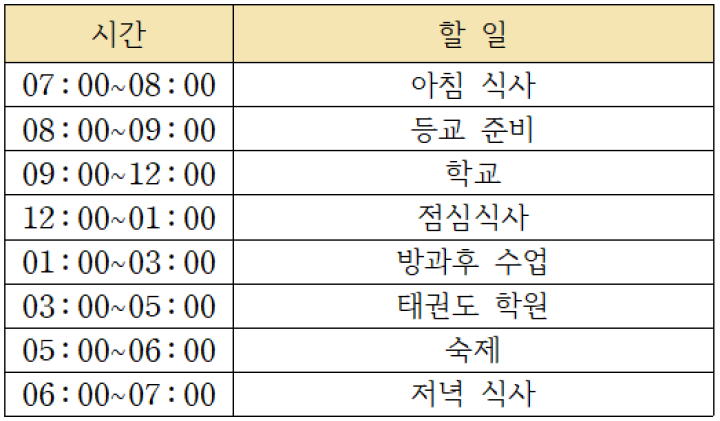 시간 할 일
07:00~08:00 아침 식사
08:00~09:00 등교 준비
09:00~12:00 학교
12:00~01:00 점심식사
01:00~03:00 방과후 수업
03:00~05:00 태권도 학원
05:00~06:00 숙제
06:00~07:00 저녁 식사